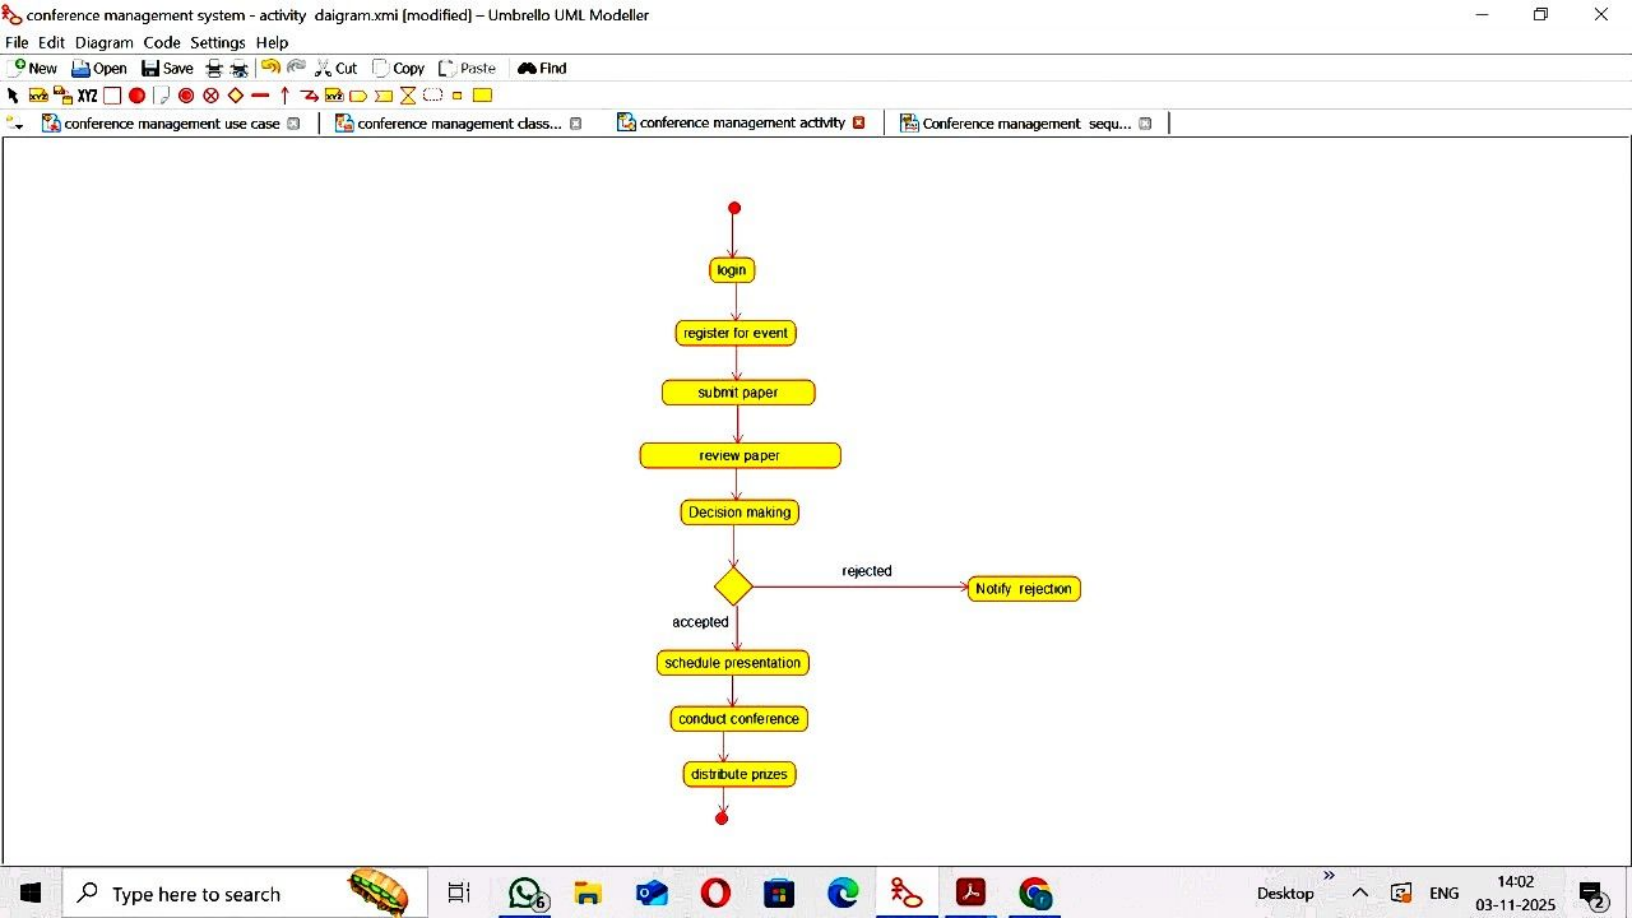 conference management system - activity daigram.xmi [modified] – Umbrello UML Modeller
File Edit Diagram Code Settings Help
New Open Save Cut Copy Paste Find
XYZ
conference management use case conference management class... conference management activity Conference management sequ...
login
register for event
submit paper
review paper
Decision making
rejected
Notify rejection
accepted
schedule presentation
conduct conference
distribute prizes
Type here to search
6
Desktop
ENG
14:02
03-11-2025
2